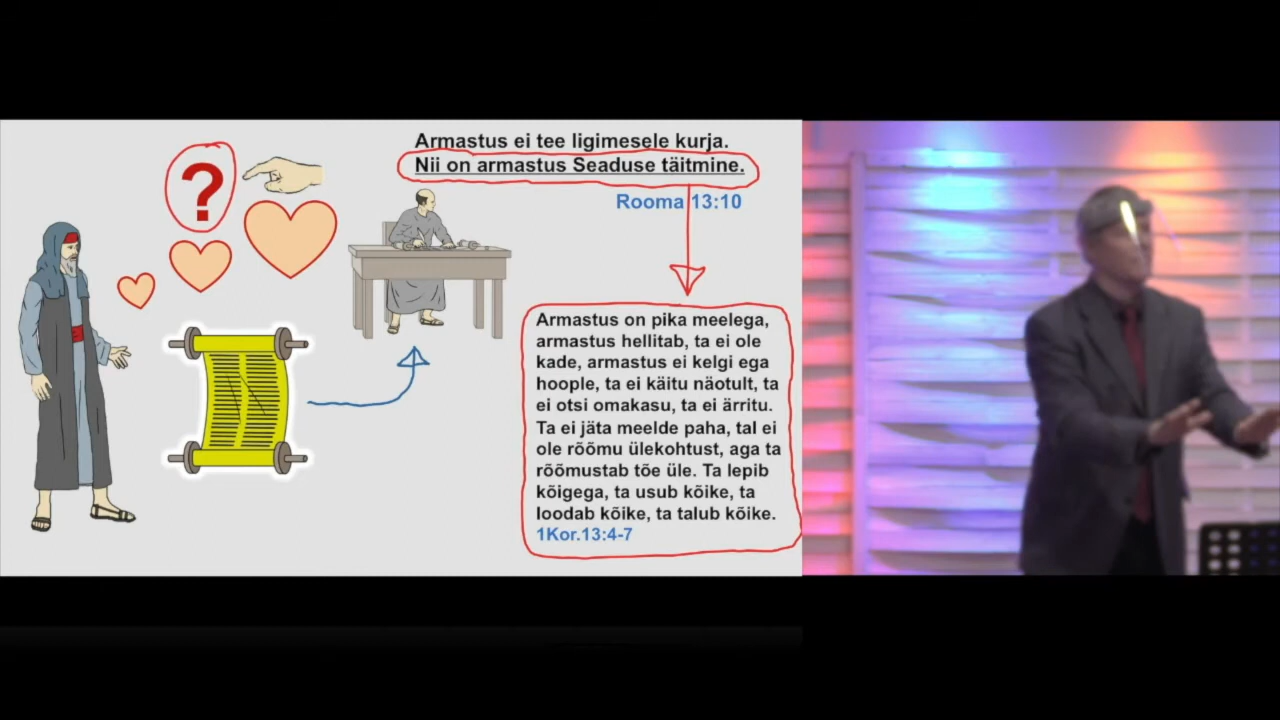 Armastus ei tee ligimesele kurja.
Nii on armastus Seaduse täitmine.
Rooma 13:10
?
Armastus on pika meelega,
armastus hellitab, ta ei ole
kade, armastus ei kelgi ega
hoople, ta ei käitu näotult, ta
ei otsi omakasu, ta ei ärritu.
Ta ei jäta meelde paha, tal ei
ole rõõmu ülekohtust, aga ta
rõõmustab tõe üle. Ta lepib
kõigega, ta usub kõike, ta
loodab kõike, ta talub kõike.
1Kor.13:4-7